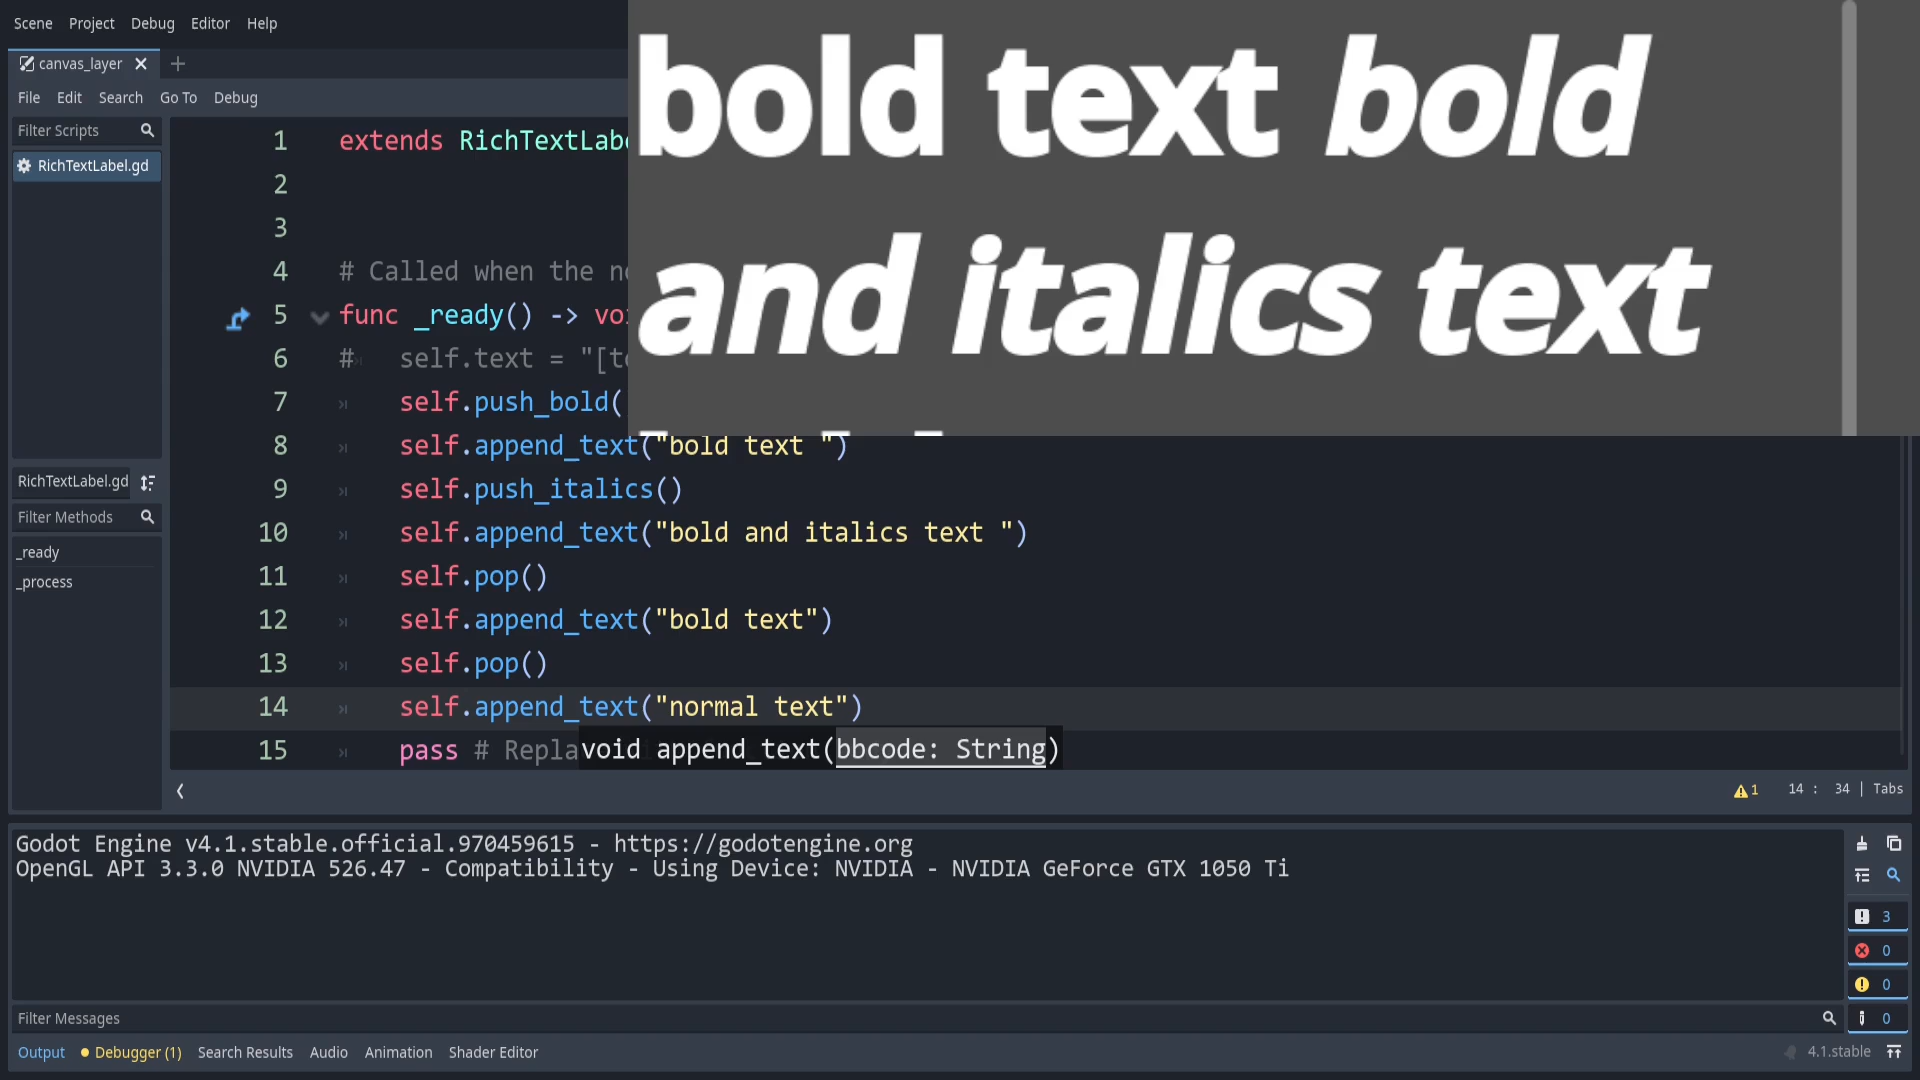 Scene Project Debug Editor Help
canvas_layer
File Edit Search Go To Debug
Filter Scripts
RichTextLabel.gd
RichTextLabel.gd
Filter Methods
_ready
_process
1 extends RichTextLabe
2
3
4 # Called when the no
5 func _ready() -> voi
6 # self.text = "[to
7 self.push_bold(
8 self.append_text("bold text ")
9 self.push_italics()
10 self.append_text("bold and italics text ")
11 self.pop()
12 self.append_text("bold text")
13 self.pop()
14 self.append_text("normal text")
15 pass # Repla
void append_text(bbcode: String)
bold text bold
and italics text
1 14 : 34 | Tabs
Godot Engine v4.1.stable.official.970459615 - https://godotengine.org
OpenGL API 3.3.0 NVIDIA 526.47 - Compatibility - Using Device: NVIDIA - NVIDIA GeForce GTX 1050 Ti
3
0
0
0
Filter Messages
Output Debugger (1) Search Results Audio Animation Shader Editor
4.1.stable